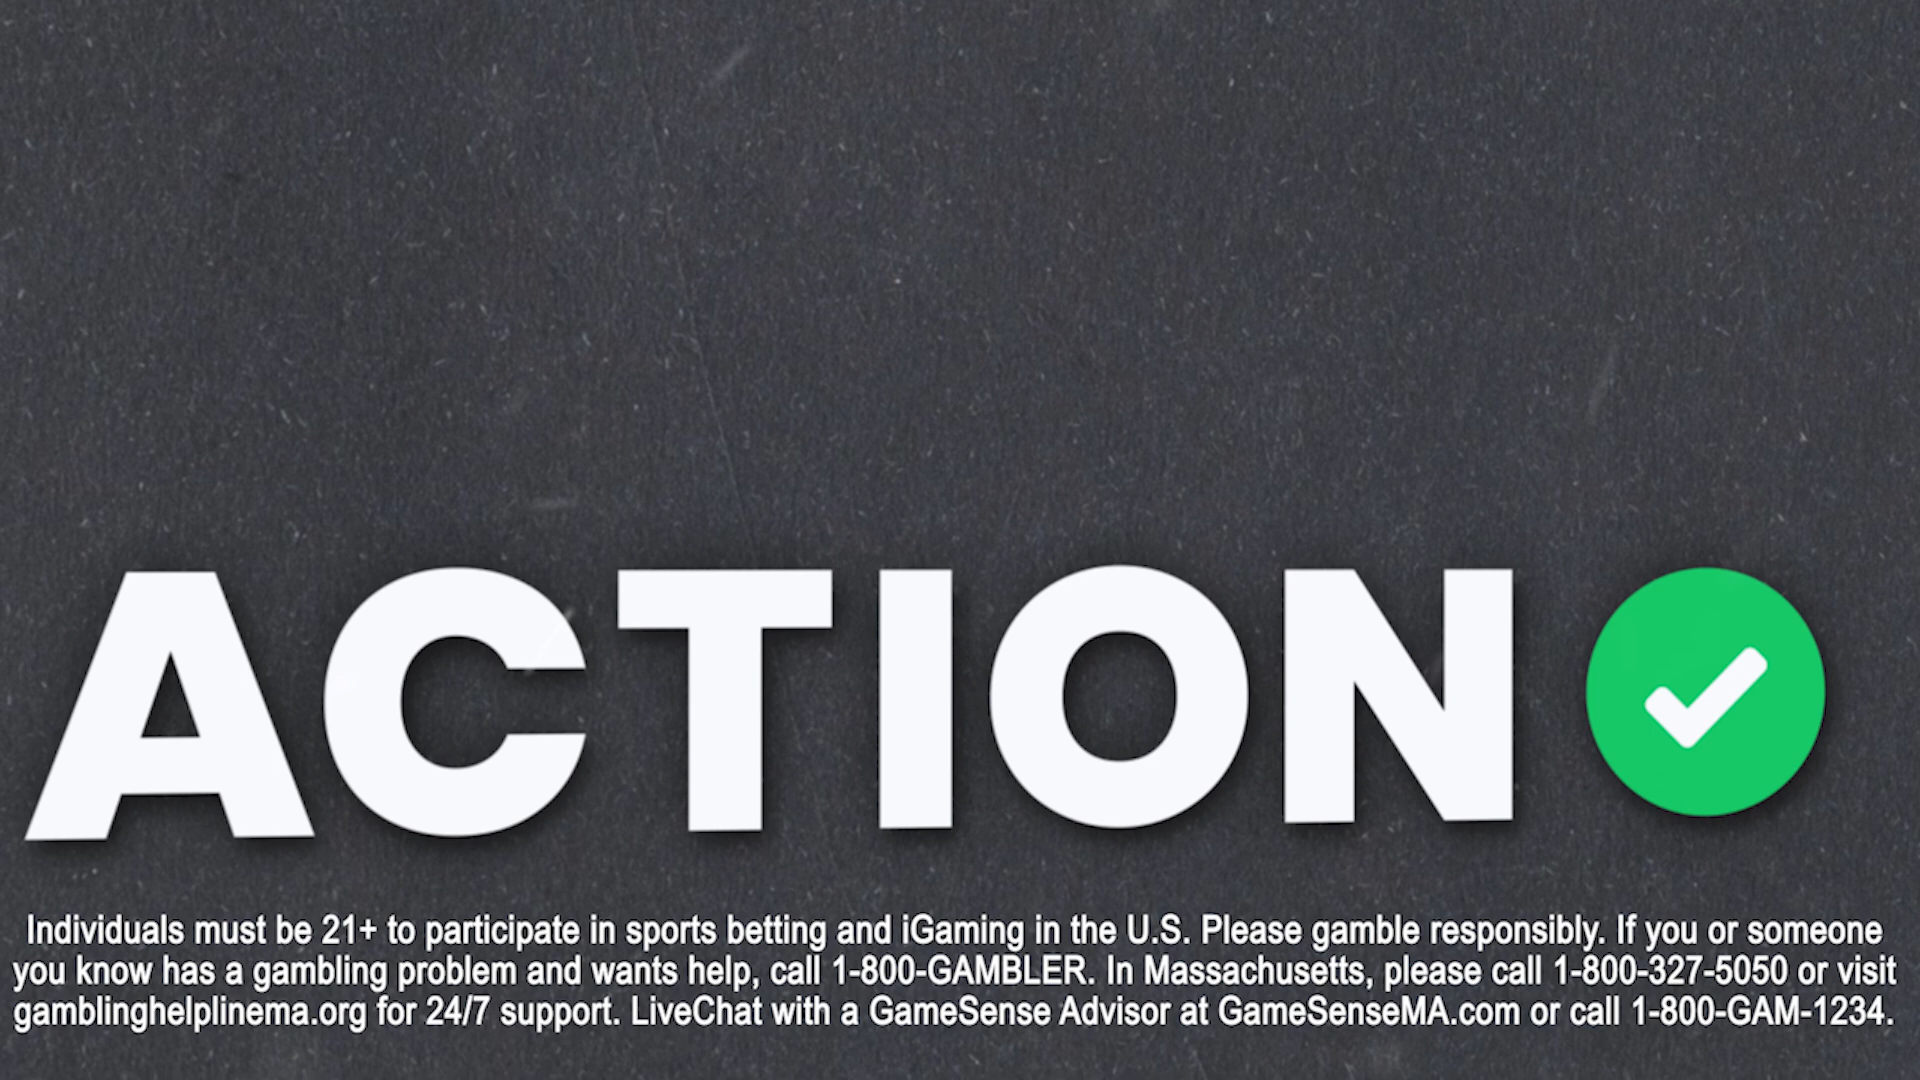 ACTION
Individuals must be 21+ to participate in sports betting and iGaming in the U.S. Please gamble responsibly. If you or someone
you know has a gambling problem and wants help, call 1-800-GAMBLER. In Massachusetts, please call 1-800-327-5050 or visit
gamblinghelplinema.org for 24/7 support. LiveChat with a GameSense Advisor at GameSenseMA.com or call 1-800-GAM-1234.